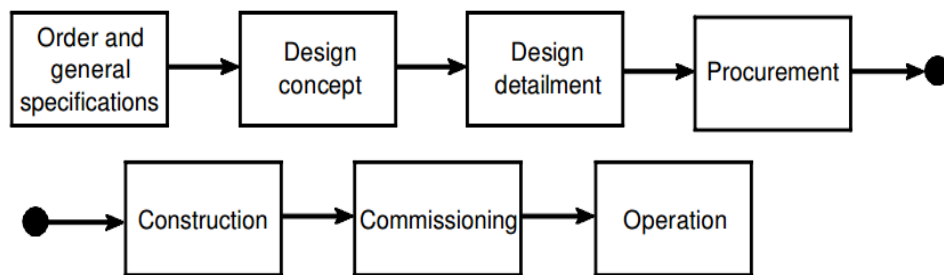 Order and
general
specifications
Design
concept
Design
detailment
Procurement
Construction
Commissioning
Operation